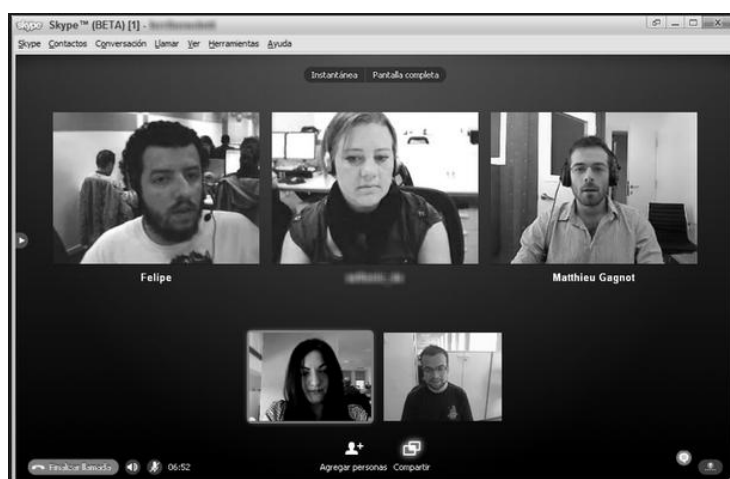 skype Skype™ (BETA) [1] -
Skype Contactos Conversación Llamar Ver Herramientas Ayuda
Instantánea Pantalla completa
Felipe
Matthieu Gagnot
Finalizar llamada 06:52
Agregar personas Compartir